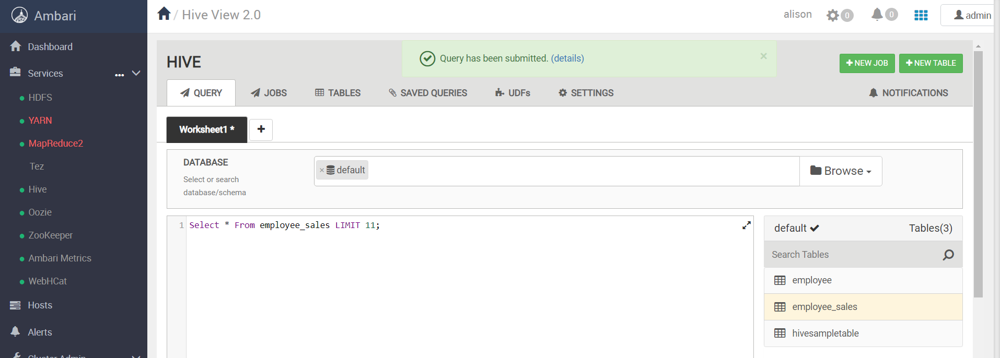 Ambari
Dashboard
Services
HDFS
YARN
MapReduce2
Tez
Hive
Oozie
ZooKeeper
Ambari Metrics
WebHCat
Hosts
Alerts
Cluster Admin
/ Hive View 2.0
alison 0 0 admin
HIVE
Query has been submitted. (details) ×
+ NEW JOB + NEW TABLE
QUERY JOBS TABLES SAVED QUERIES UDFs SETTINGS NOTIFICATIONS
Worksheet1 * +
DATABASE
Select or search
database/schema
× default
Browse
1 Select * From employee_sales LIMIT 11;
default Tables(3)
Search Tables
employee
employee_sales
hivesampletable